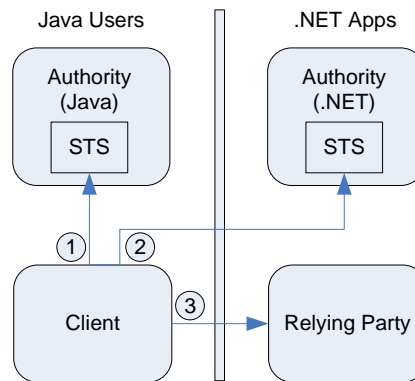 Java Users
.NET Apps
Authority
(Java)
STS
Authority
(.NET)
STS
1
2
Client
3
Relying Party